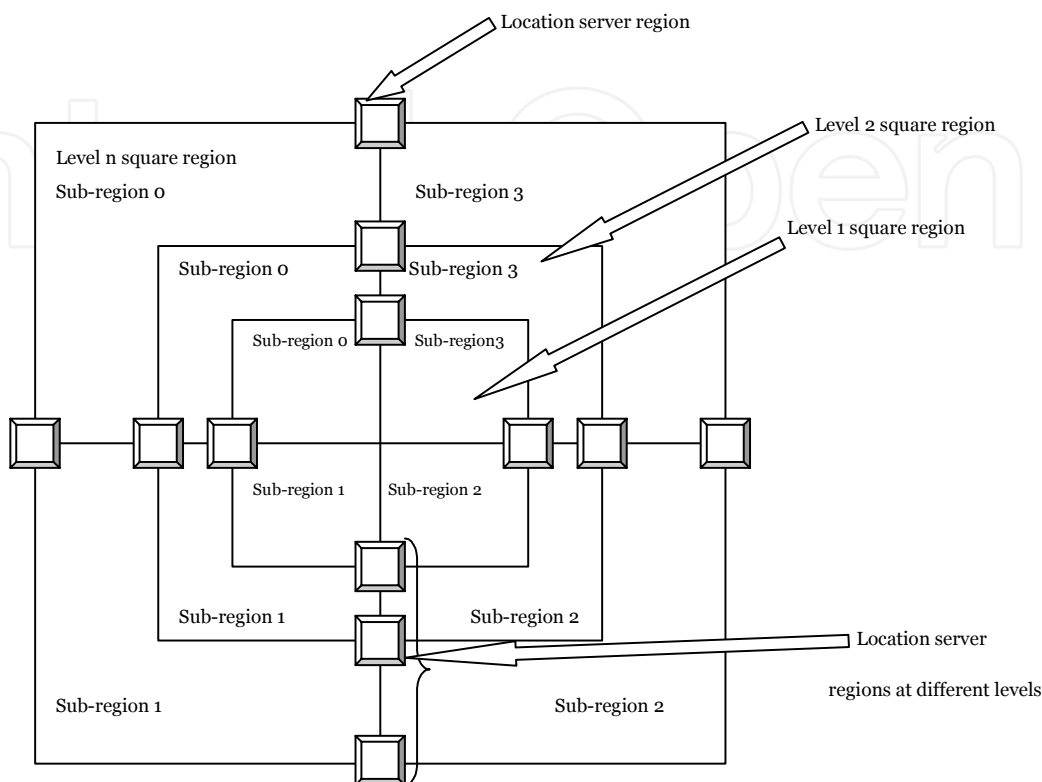 Location server region
Level 2 square region
Level n square region
Sub-region 0
Sub-region 3
Level 1 square region
Sub-region 0
Sub-region 3
Sub-region 0
Sub-region3
Sub-region 1
Sub-region 2
Sub-region 1
Sub-region 2
Location server
regions at different levels
Sub-region 1
Sub-region 2